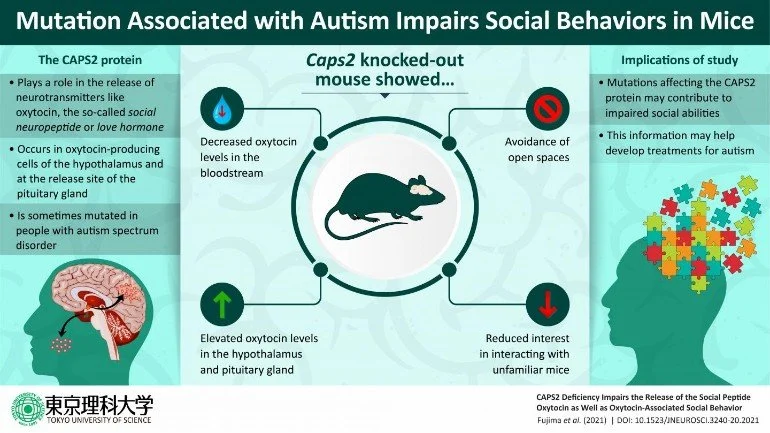 Mutation Associated with Autism Impairs Social Behaviors in Mice
The CAPS2 protein
• Plays a role in the release of
neurotransmitters like
oxytocin, the so-called social
neuropeptide or love hormone
• Occurs in oxytocin-producing
cells of the hypothalamus and
at the release site of the
pituitary gland
• Is sometimes mutated in
people with autism spectrum
disorder
Caps2 knocked-out
mouse showed...
Decreased oxytocin
levels in the
bloodstream
Avoidance of
open spaces
Elevated oxytocin levels
in the hypothalamus
and pituitary gland
Reduced interest
in interacting with
unfamiliar mice
Implications of study
• Mutations affecting the CAPS2
protein may contribute to
impaired social abilities
• This information may help
develop treatments for autism
東京理科大学
TOKYO UNIVERSITY OF SCIENCE
CAPS2 Deficiency Impairs the Release of the Social Peptide
Oxytocin as Well as Oxytocin-Associated Social Behavior
Fujima et al. (2021) | DOI: 10.1523/JNEUROSCI.3240-20.2021